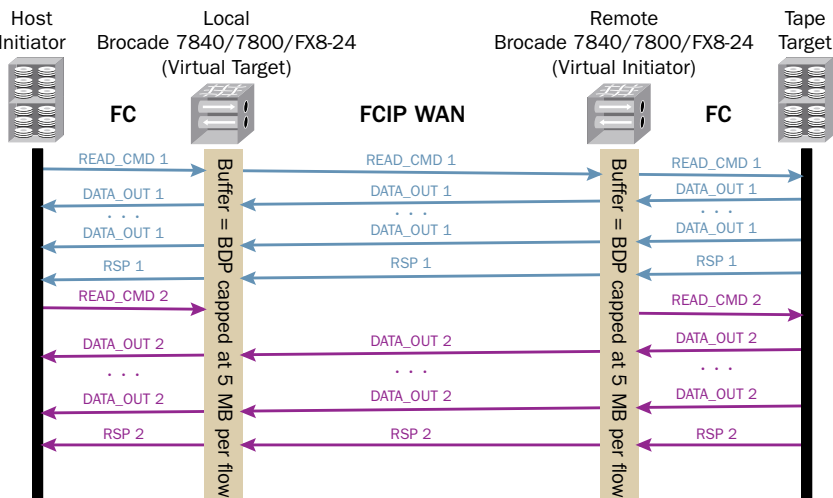 Host
Initiator
Local
Brocade 7840/7800/FX8-24
(Virtual Target)
Remote
Brocade 7840/7800/FX8-24
(Virtual Initiator)
Tape
Target
FC
FCIP WAN
FC
READ_CMD 1
READ_CMD 1
READ_CMD 1
DATA_OUT 1
DATA_OUT 1
DATA_OUT 1
. . .
. . .
. . .
DATA_OUT 1
DATA_OUT 1
DATA_OUT 1
RSP 1
RSP 1
RSP 1
READ_CMD 2
READ_CMD 2
DATA_OUT 2
DATA_OUT 2
DATA_OUT 2
. . .
. . .
. . .
DATA_OUT 2
DATA_OUT 2
DATA_OUT 2
RSP 2
RSP 2
RSP 2
Buffer = BDP capped at 5 MB per flow
Buffer = BDP capped at 5 MB per flow